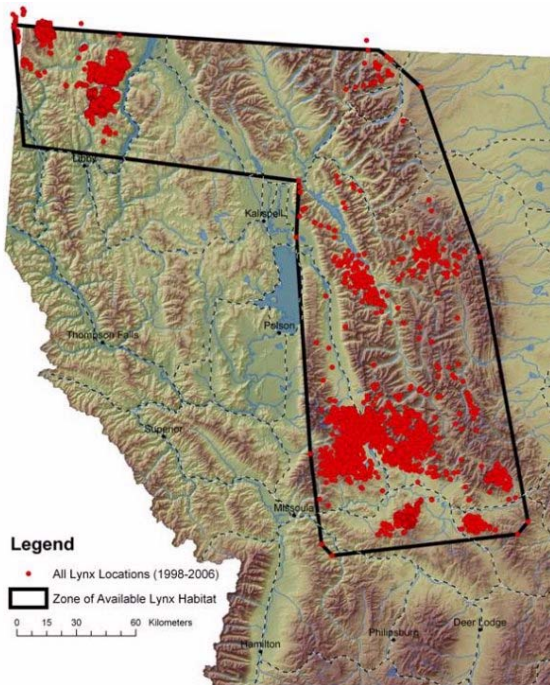 Libby
Kalispell
Polson
Thompson Falls
Superior
Missoula
Legend
All Lynx Locations (1998-2006)
Zone of Available Lynx Habitat
0 15 30 60 Kilometers
Hamilton
Philipsburg
Deer Lodge